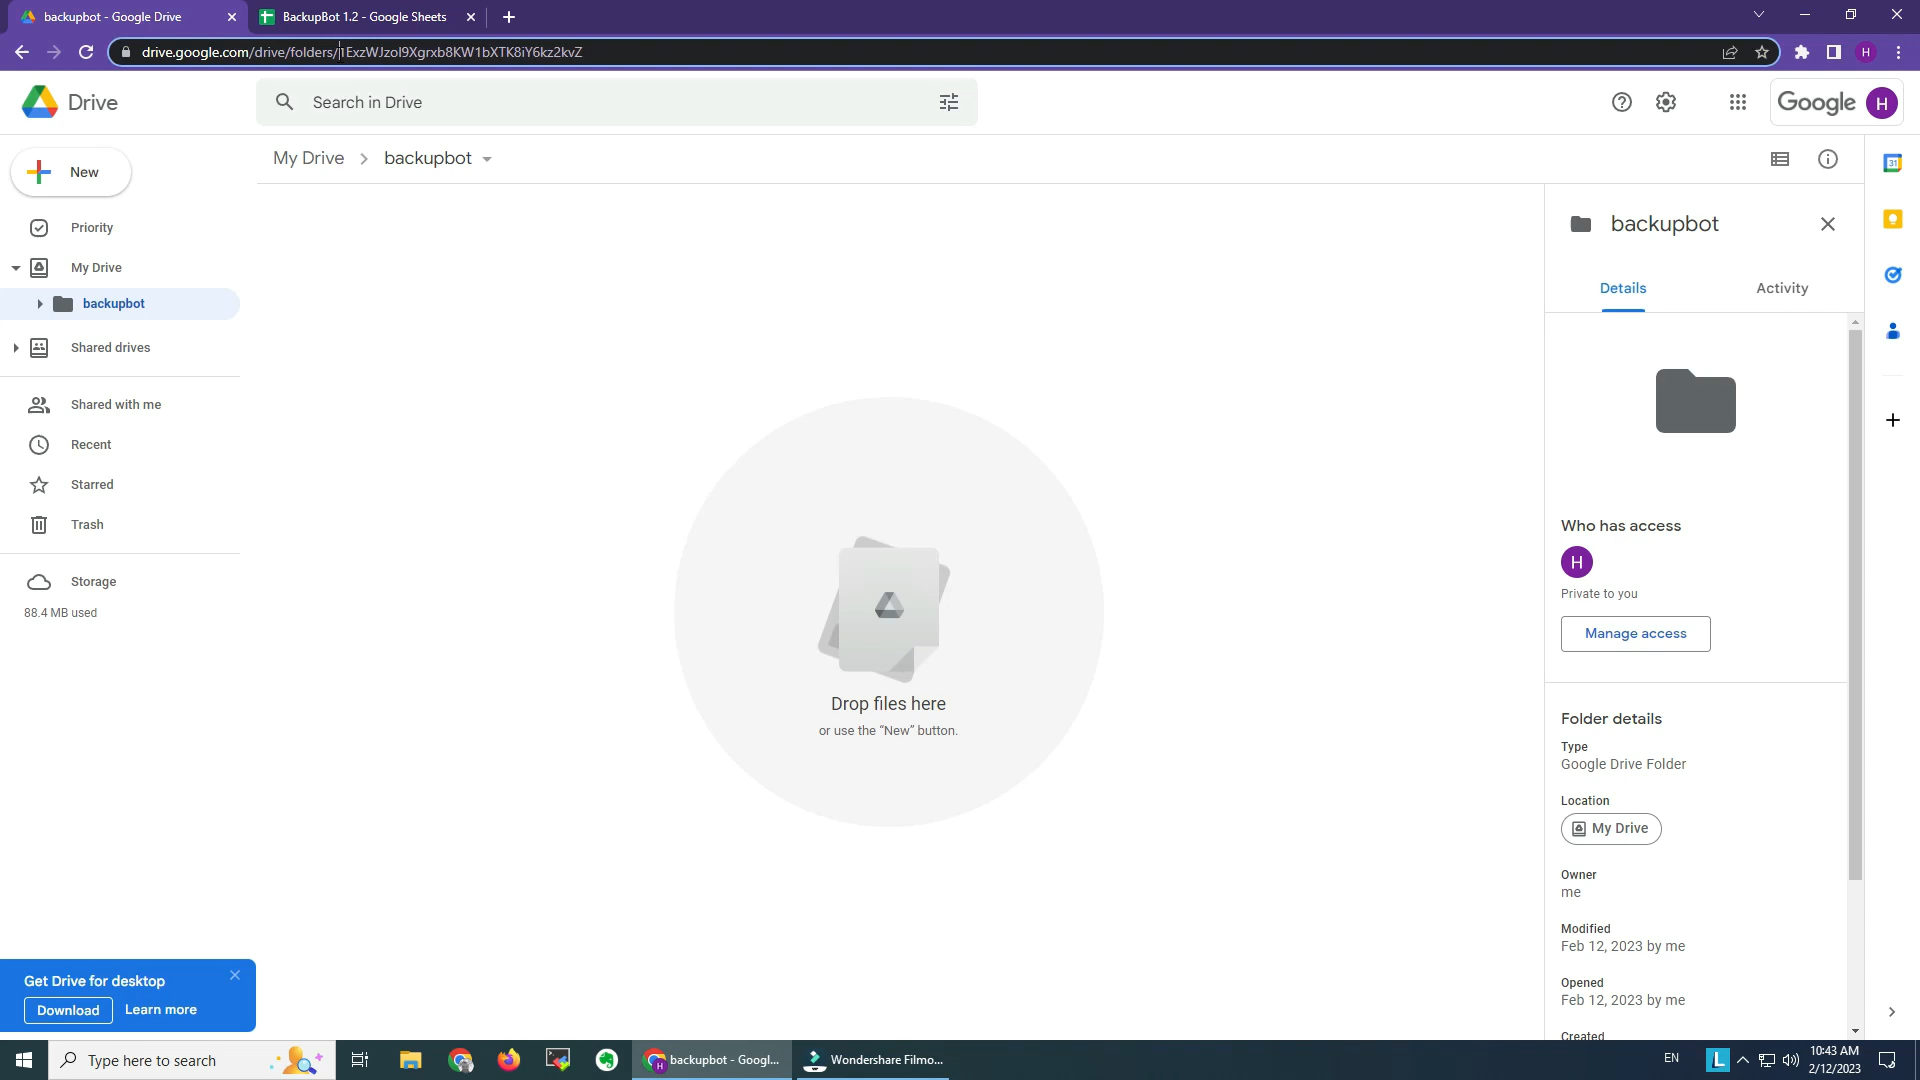 backupbot - Google Drive
BackupBot 1.2 - Google Sheets
drive.google.com/drive/folders/1ExzWJzol9Xgrxb8KW1bXTK8iY6kz2kvZ
H
Drive
Search in Drive
Google H
New
My Drive > backupbot
31
Priority
My Drive
backupbot
Shared drives
Shared with me
Recent
Starred
Trash
Storage
88.4 MB used
Drop files here
or use the “New” button.
backupbot
Details
Activity
Who has access
H
Private to you
Manage access
Folder details
Type
Google Drive Folder
Location
My Drive
Owner
me
Modified
Feb 12, 2023 by me
Opened
Feb 12, 2023 by me
Created
Get Drive for desktop
Download
Learn more
Type here to search
backupbot - Googl...
Wondershare Filmo...
EN
L
10:43 AM
2/12/2023